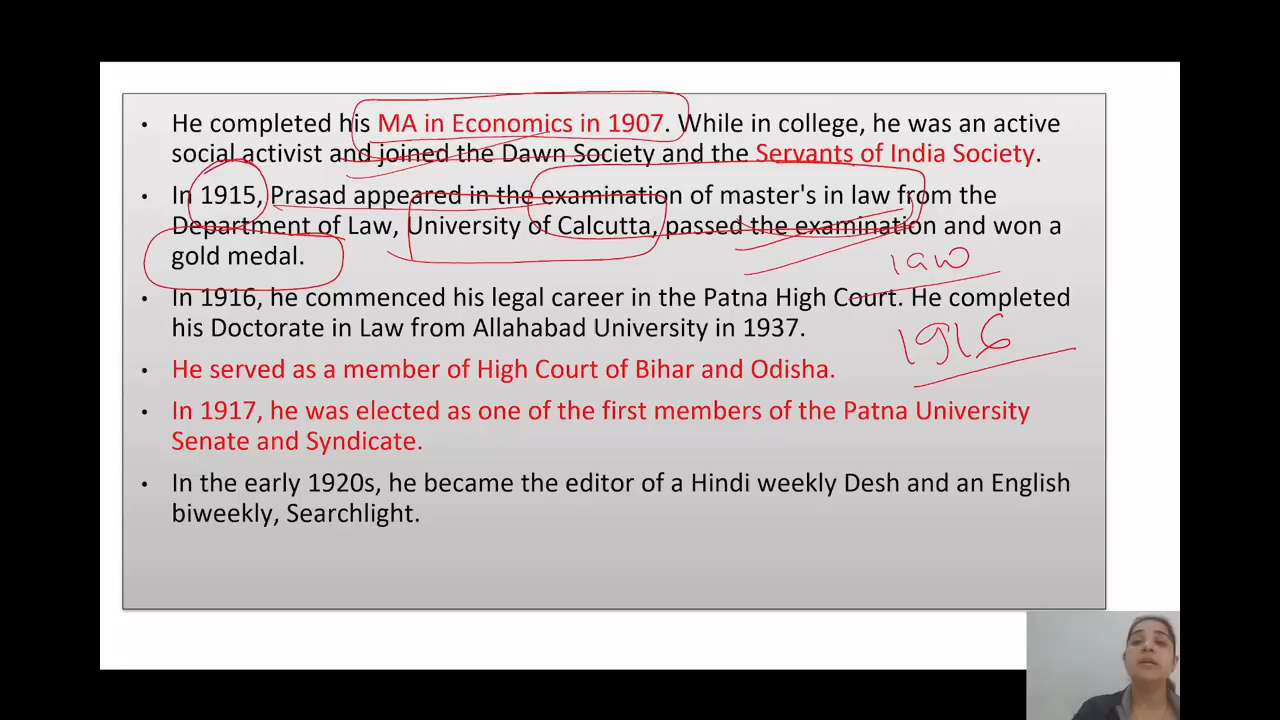 • He completed his MA in Economics in 1907. While in college, he was an active
social activist and joined the Dawn Society and the Servants of India Society.
• In 1915, Prasad appeared in the examination of master's in law from the
Department of Law, University of Calcutta, passed the examination and won a
gold medal.
law
• In 1916, he commenced his legal career in the Patna High Court. He completed
his Doctorate in Law from Allahabad University in 1937.
1916
• He served as a member of High Court of Bihar and Odisha.
• In 1917, he was elected as one of the first members of the Patna University
Senate and Syndicate.
• In the early 1920s, he became the editor of a Hindi weekly Desh and an English
biweekly, Searchlight.